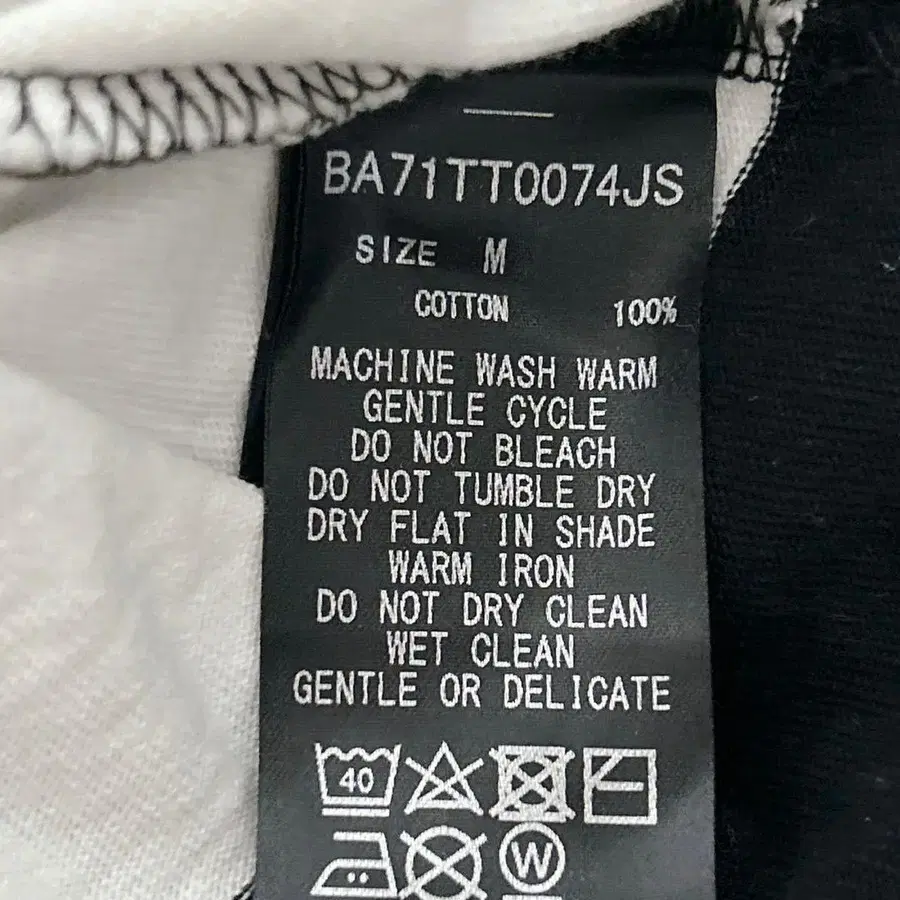 BA71TT0074JS
SIZE M
COTTON 100%
MACHINE WASH WARM
GENTLE CYCLE
DO NOT BLEACH
DO NOT TUMBLE DRY
DRY FLAT IN SHADE
WARM IRON
DO NOT DRY CLEAN
WET CLEAN
GENTLE OR DELICATE
40
W